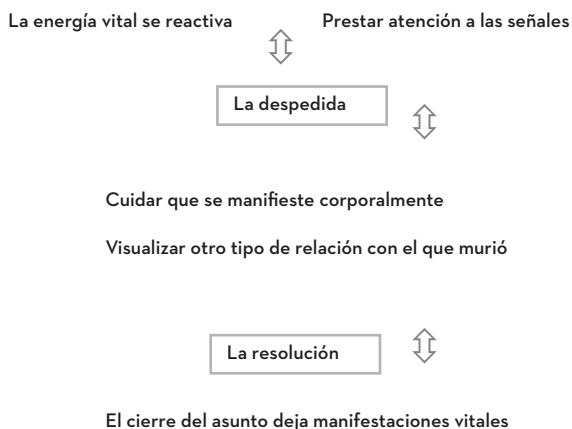 La energía vital se reactiva
Prestar atención a las señales
La despedida
Cuidar que se manifieste corporalmente
Visualizar otro tipo de relación con el que murió
La resolución
El cierre del asunto deja manifestaciones vitales